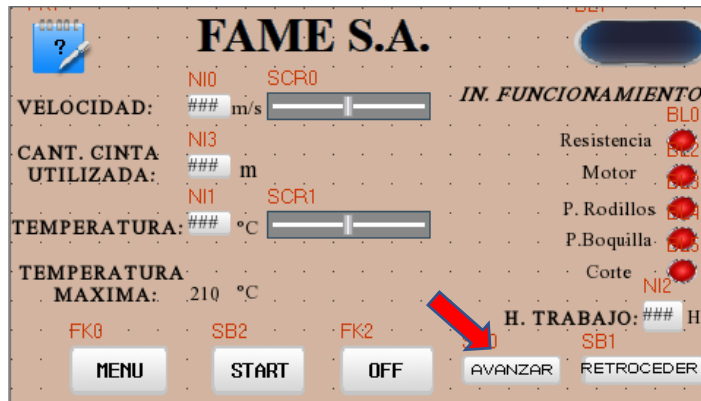 ?
FAME S.A.
NI0 SCR0
VELOCIDAD: ### m/s
IN. FUNCIONAMIENTO
BL0
NI3
Resistencia
CANT. CINTA
UTILIZADA: ### m
Motor
NI1 SCR1
P. Rodillos
TEMPERATURA: ### °C
P.Boquilla
TEMPERATURA
MAXIMA: 210 °C
Corte
NI2
H. TRABAJO: ### H
FK0 SB2 FK2 SB1
MENU START OFF AVANZAR RETROCEDER